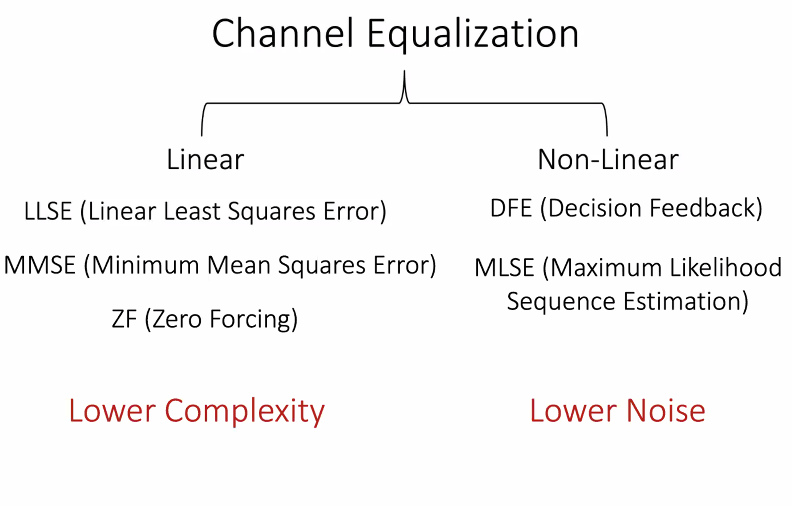 Channel Equalization
Linear
LLSE (Linear Least Squares Error)
MMSE (Minimum Mean Squares Error)
ZF (Zero Forcing)
Lower Complexity
Non-Linear
DFE (Decision Feedback)
MLSE (Maximum Likelihood
Sequence Estimation)
Lower Noise